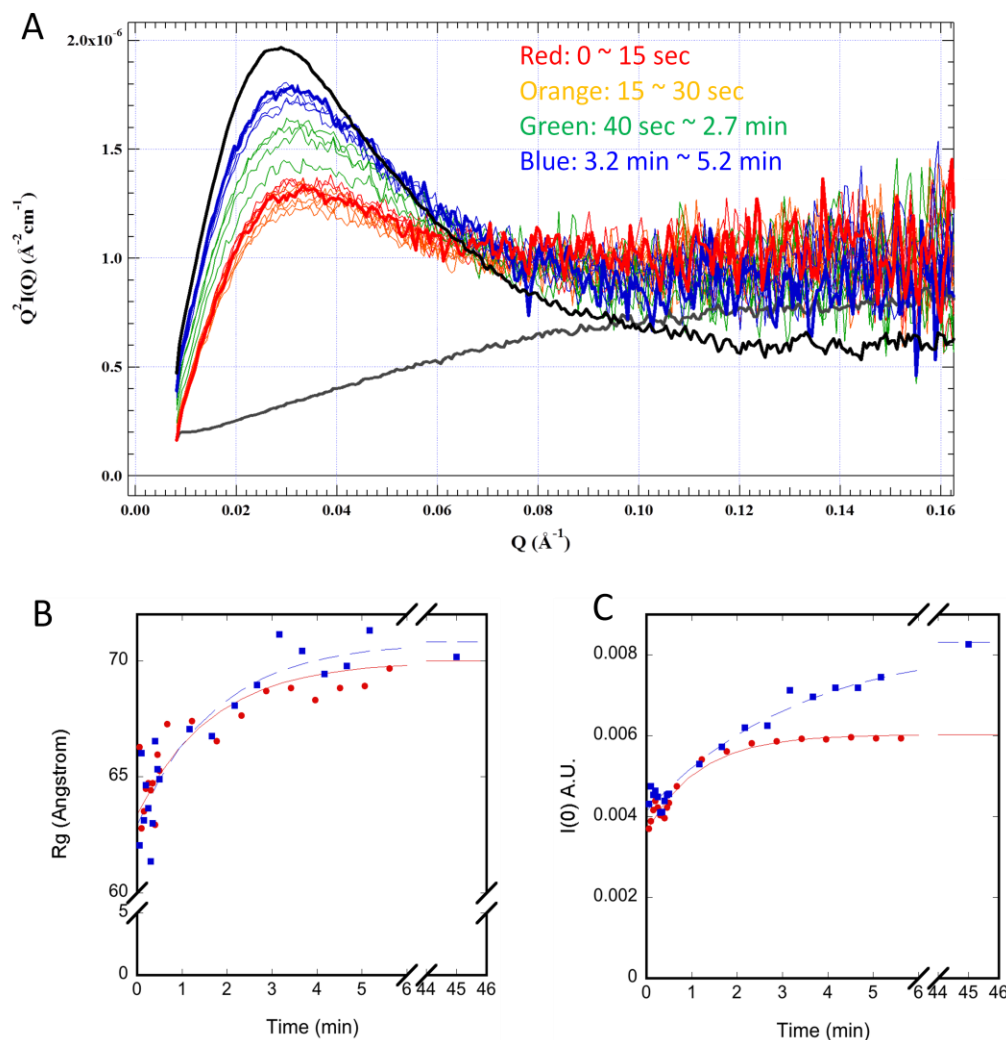 A
2.0x10-6
1.5
1.0
0.5
0.0
Q2I(Q) (Å-2cm-1)
Red: 0 ~ 15 sec
Orange: 15 ~ 30 sec
Green: 40 sec ~ 2.7 min
Blue: 3.2 min ~ 5.2 min
0.00 0.02 0.04 0.06 0.08 0.10 0.12 0.14 0.16
Q (Å-1)
B
70
65
60
5
0
Rg (Angstrom)
0 1 2 3 4 5 6 44 45 46
Time (min)
C
0.008
0.006
0.004
0.002
0
I(0) A.U.
0 1 2 3 4 5 6 44 45 46
Time (min)